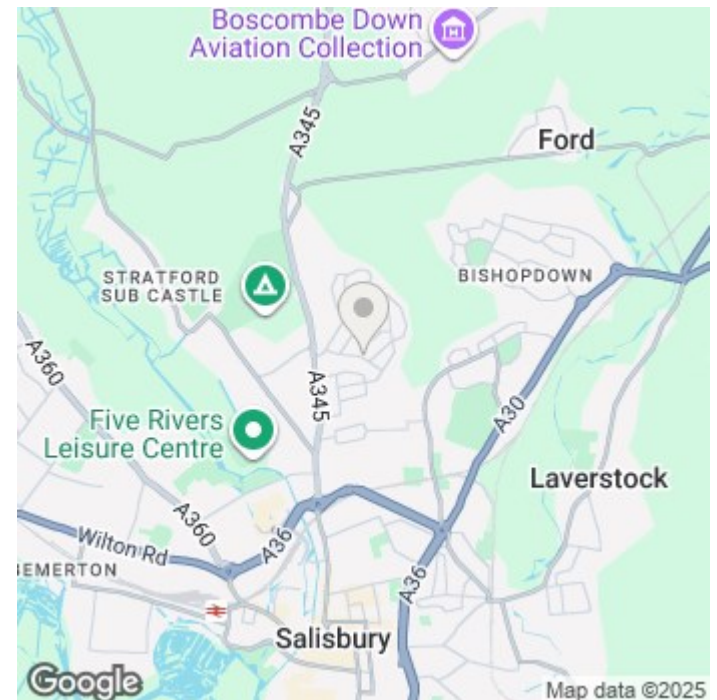 Boscombe Down
Aviation Collection
A345
Ford
STRATFORD
SUB CASTLE
BISHOPDOWN
A360
A345
A30
Five Rivers
Leisure Centre
Laverstock
A360
A36
Wilton Rd
BEMERTON
A36
Salisbury
Google
Map data ©2025